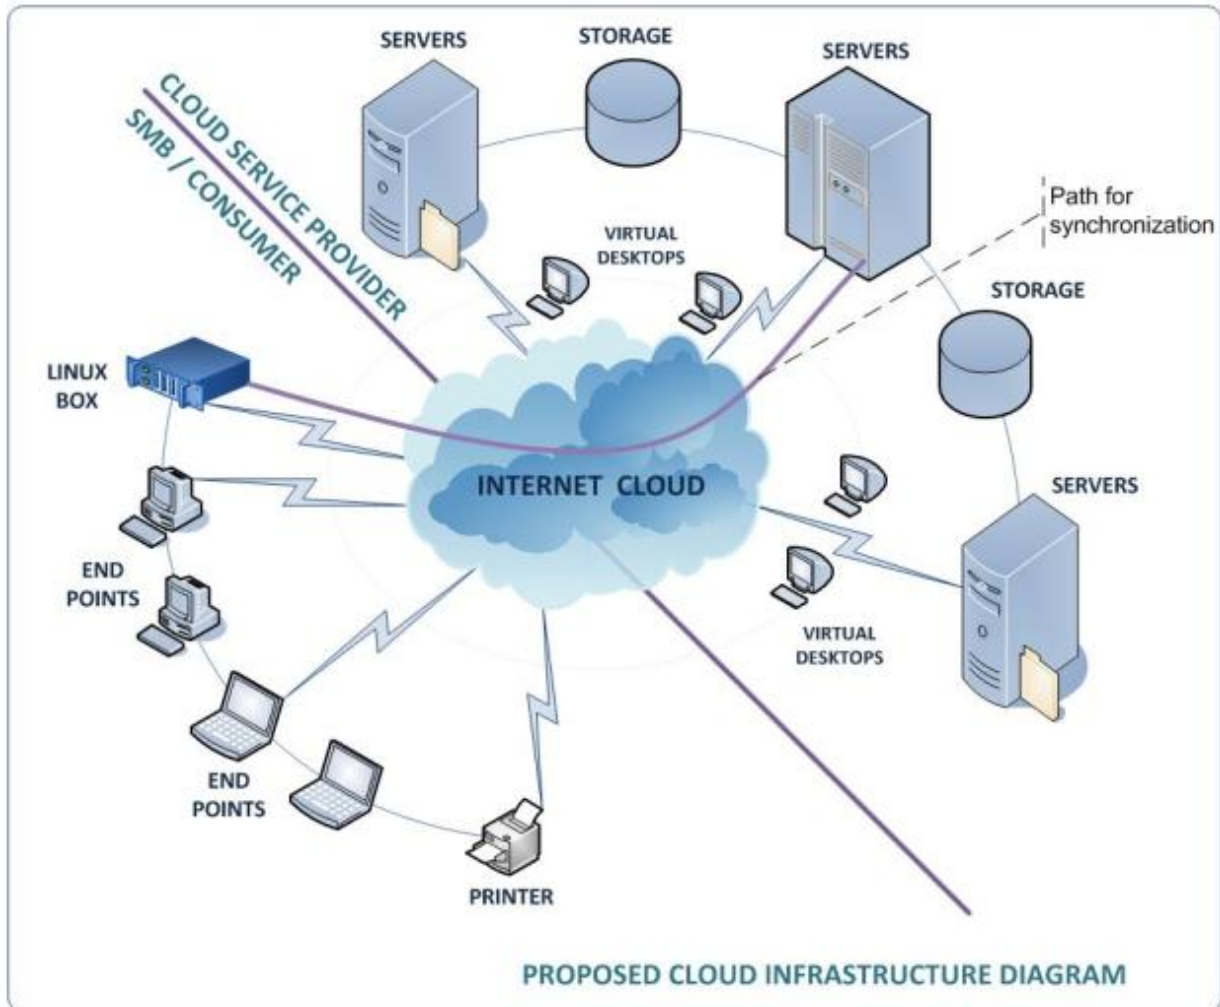 SERVERS
STORAGE
SERVERS
CLOUD SERVICE PROVIDER
SMB / CONSUMER
Path for
synchronization
VIRTUAL
DESKTOPS
STORAGE
LINUX
BOX
INTERNET CLOUD
SERVERS
END
POINTS
VIRTUAL
DESKTOPS
END
POINTS
PRINTER
PROPOSED CLOUD INFRASTRUCTURE DIAGRAM